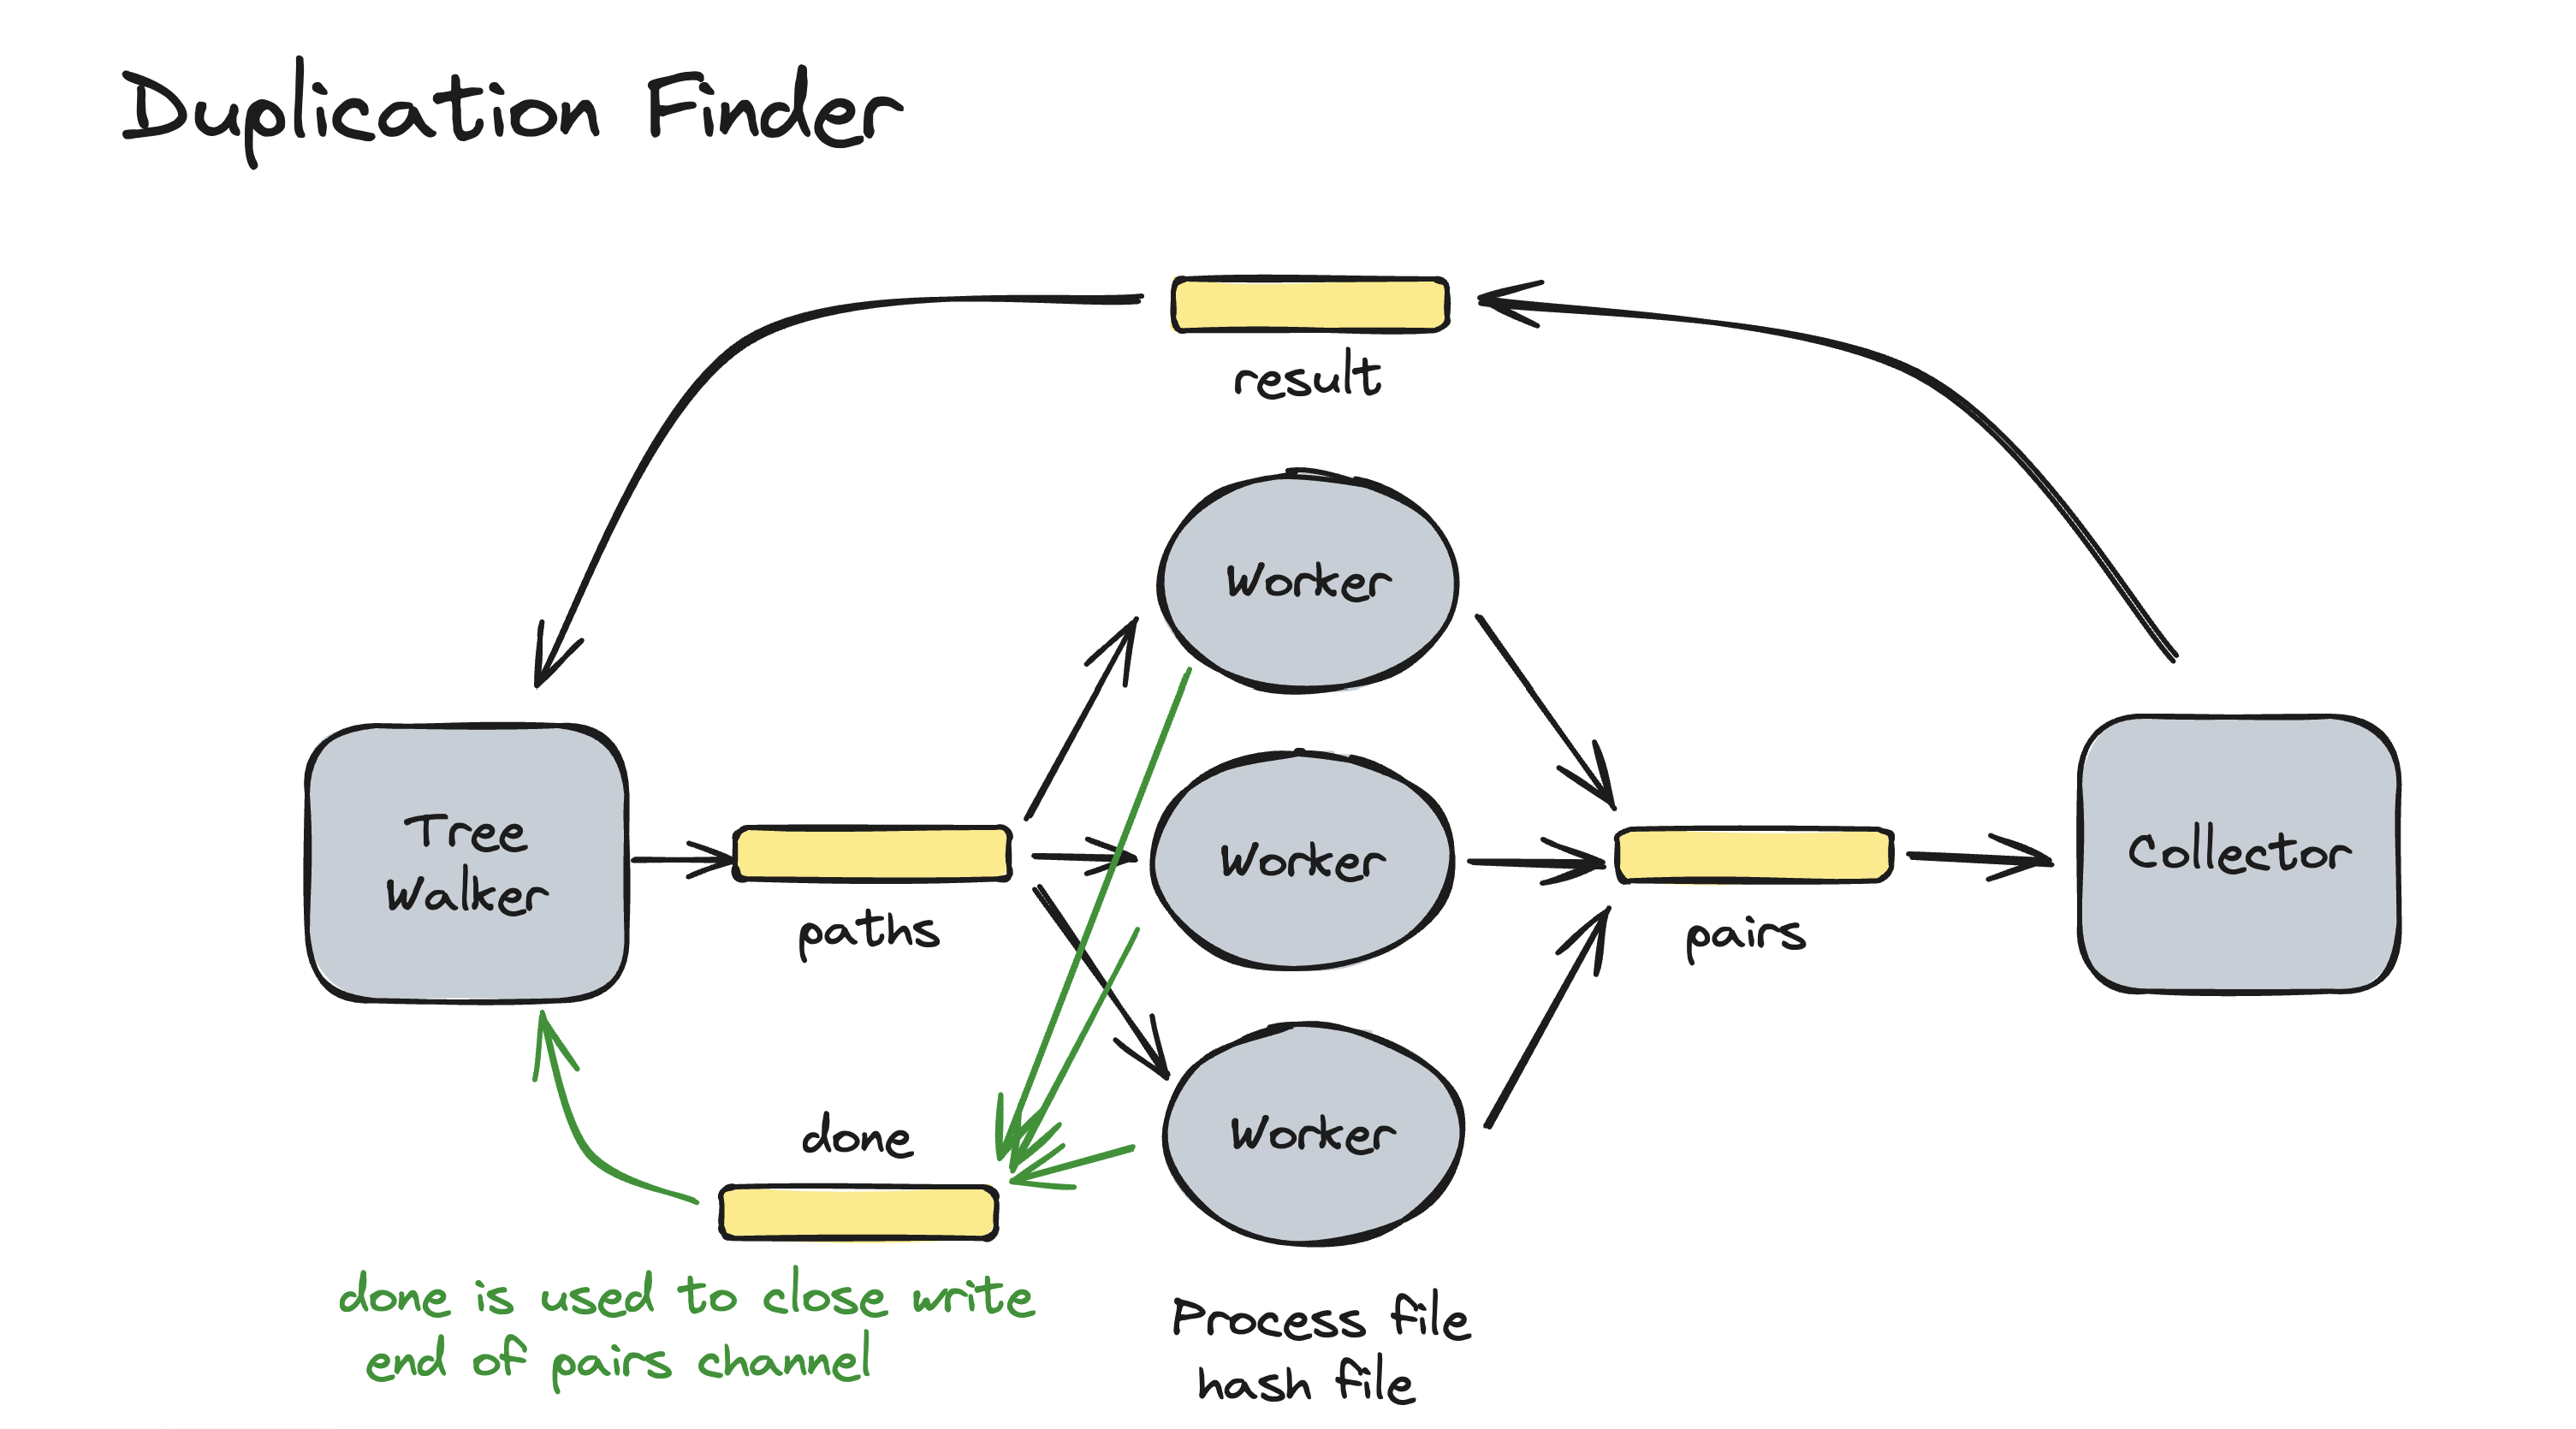 Duplication Finder
result
Worker
Tree
Walker
paths
Worker
pairs
Collector
done
Worker
done is used to close write
end of pairs channel
Process file
hash file